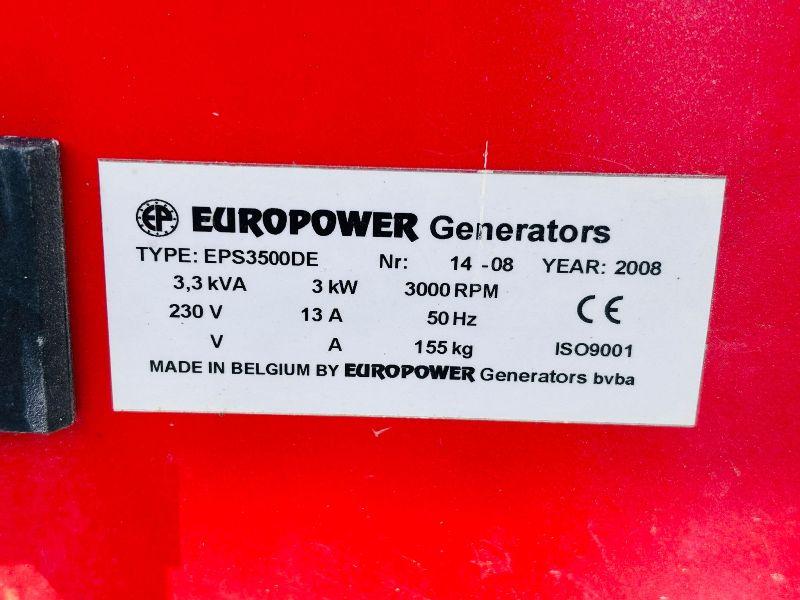 EP EUROPOWER Generators
TYPE: EPS3500DE Nr: 14 -08 YEAR: 2008
3,3 kVA 3 kW 3000 RPM
230 V 13 A 50 Hz CE
V A 155 kg ISO9001
MADE IN BELGIUM BY EUROPOWER Generators bvba